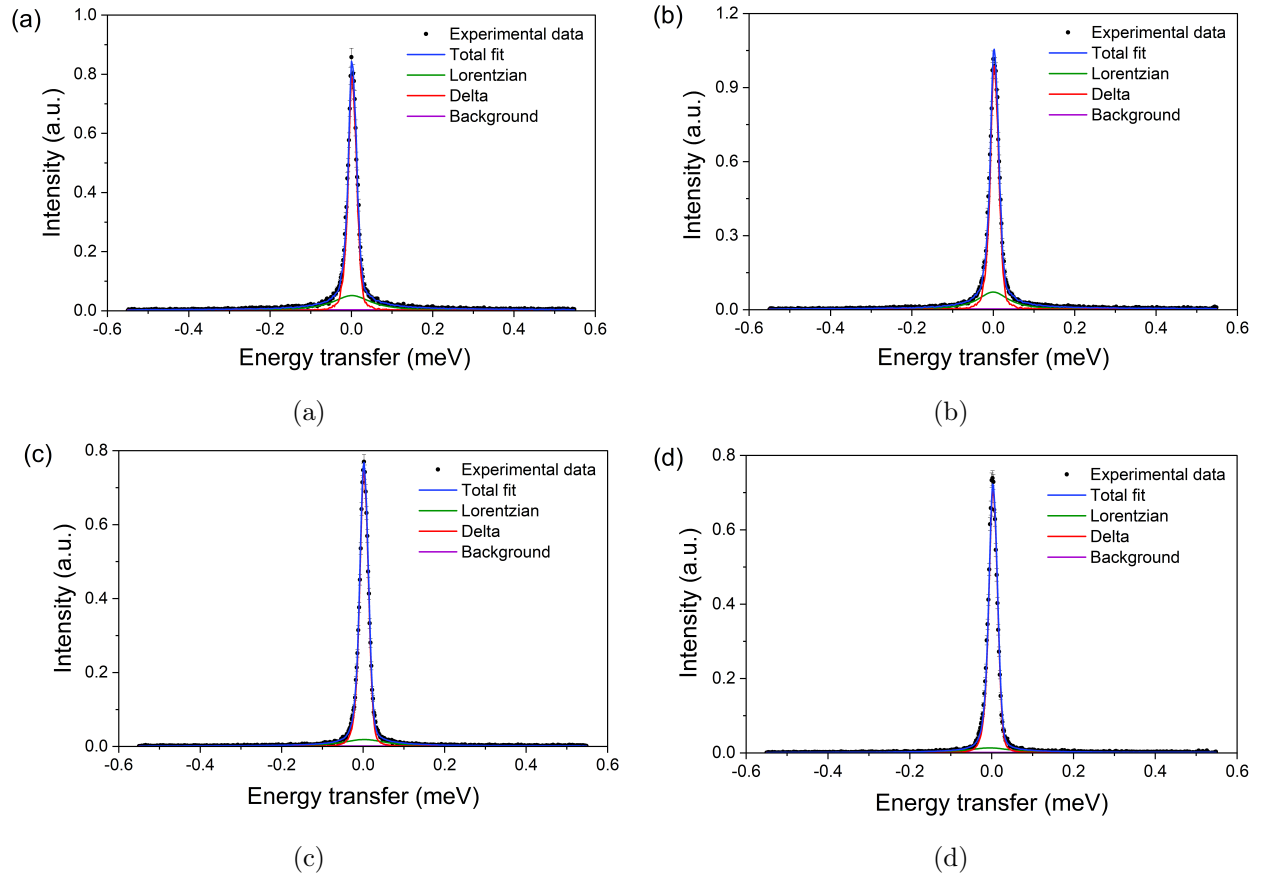 (a)
1.0
0.8
0.6
0.4
0.2
0.0
Intensity (a.u.)
Experimental data
Total fit
Lorentzian
Delta
Background
-0.6 -0.4 -0.2 0.0 0.2 0.4 0.6
Energy transfer (meV)
(a)
(b)
1.2
0.9
0.6
0.3
0.0
Intensity (a.u.)
Experimental data
Total fit
Lorentzian
Delta
Background
-0.6 -0.4 -0.2 0.0 0.2 0.4 0.6
Energy transfer (meV)
(b)
(c)
0.8
0.6
0.4
0.2
0.0
Intensity (a.u.)
Experimental data
Total fit
Lorentzian
Delta
Background
-0.6 -0.4 -0.2 0.0 0.2 0.4 0.6
Energy transfer (meV)
(c)
(d)
0.8
0.6
0.4
0.2
0.0
Intensity (a.u.)
Experimental data
Total fit
Lorentzian
Delta
Background
-0.6 -0.4 -0.2 0.0 0.2 0.4 0.6
Energy transfer (meV)
(d)